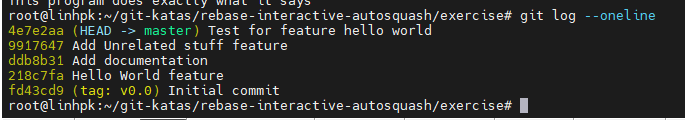 This program does exactly what it says
root@linhpk:~/git-katas/rebase-interactive-autosquash/exercise# git log --oneline
4e7e2aa (HEAD -> master) Test for feature hello world
9917647 Add Unrelated stuff feature
ddb8b31 Add documentation
218c7fa Hello World feature
fd43cd9 (tag: v0.0) Initial commit
root@linhpk:~/git-katas/rebase-interactive-autosquash/exercise#